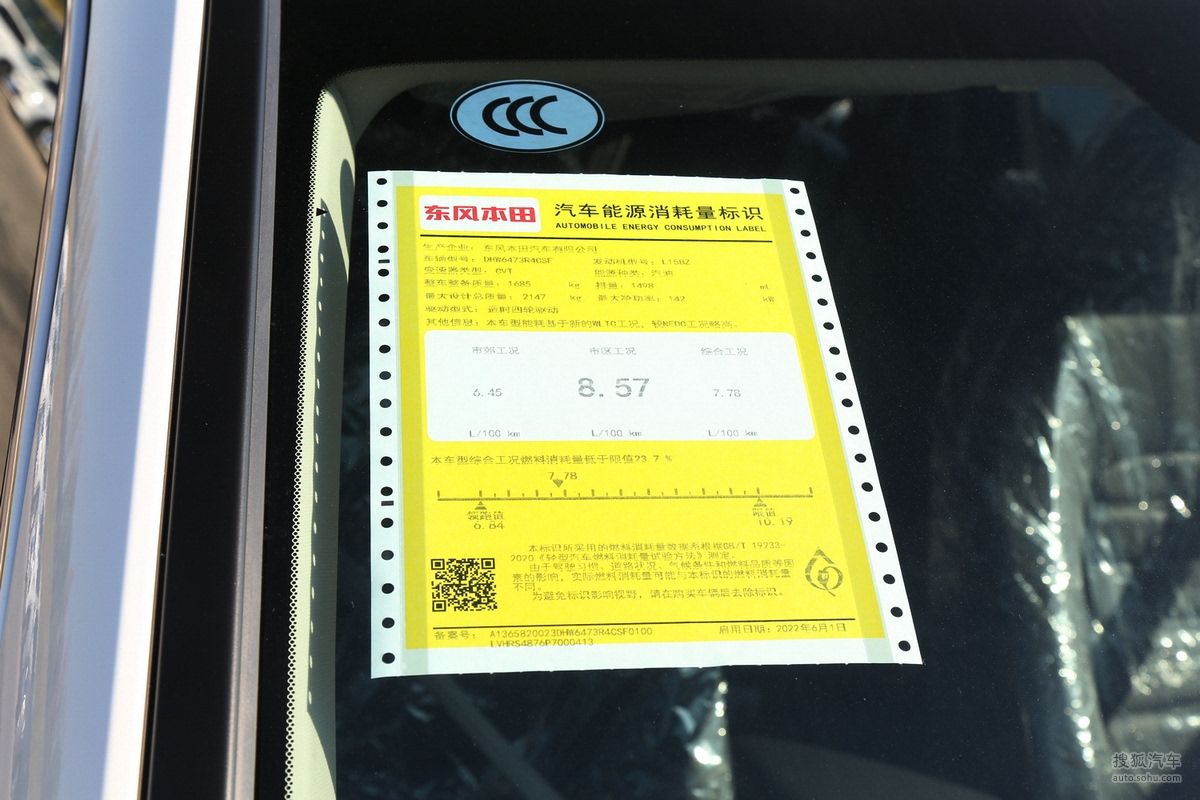 CCC
东风本田 汽车能源消耗量标识
AUTOMOBILE ENERGY CONSUMPTION LABEL
生产企业：东风本田汽车有限公司
车辆型号：DHW6473R4CSF 发动机型号：L15BZ
变速器类型：CVT 能源种类：汽油
整车整备质量：1685 kg 排量：1498 ml
最大设计总质量：2147 kg 最大净功率：142 kW
驱动型式：适时四轮驱动
其他信息：本车型能耗基于新的WLTC工况，较NEDC工况略高。
市郊工况 市区工况 综合工况
6.45 8.57 7.78
L/100 km L/100 km L/100 km
本车型综合工况燃料消耗量低于限值23.7 %
7.78
领跑值 限值
6.84 10.19
本标识所采用的燃料消耗量数据系根据GB/T 19233-
2020《轻型汽车燃料消耗量试验方法》测定。
由于驾驶习惯、道路状况、气候条件和燃料品质等因
素的影响，实际燃料消耗量可能与本标识的燃料消耗量
不同。
为避免标识影响视野，请在购买车辆后去除标识。
备案号：A1365820023DHW6473R4CSF0100 启用日期：2022年6月1日
LVHRS4876P7000413
搜狐汽车
auto.sohu.com